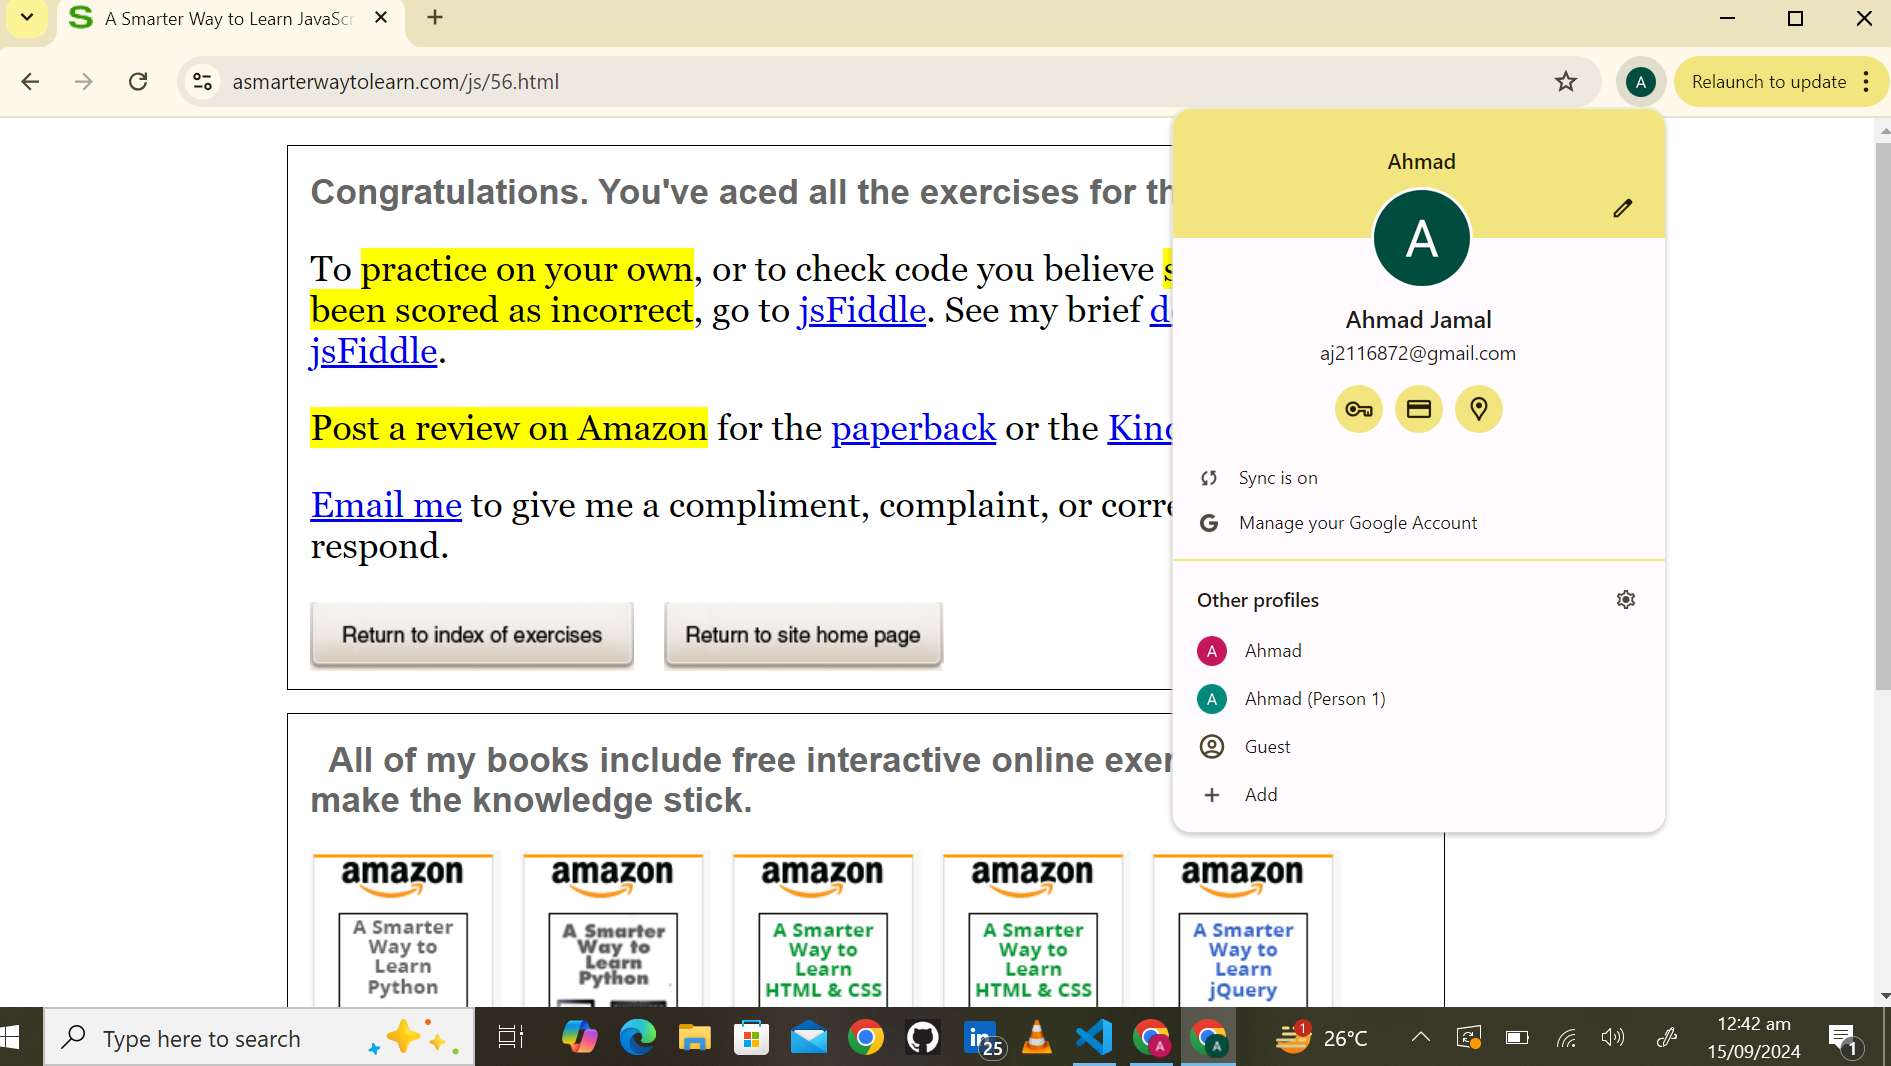 A Smarter Way to Learn JavaScr
asmarterwaytolearn.com/js/56.html
A
Relaunch to update
Congratulations. You've aced all the exercises for th
To practice on your own, or to check code you believe s
been scored as incorrect, go to jsFiddle. See my brief de
jsFiddle.
Post a review on Amazon for the paperback or the Kind
Email me to give me a compliment, complaint, or corre
respond.
Return to index of exercises
Return to site home page
Ahmad
A
Ahmad Jamal
aj2116872@gmail.com
Sync is on
Manage your Google Account
Other profiles
A Ahmad
A Ahmad (Person 1)
Guest
Add
All of my books include free interactive online exer
make the knowledge stick.
amazon
A Smarter
Way to
Learn
Python
amazon
A Smarter
Way to
Learn
Python
amazon
A Smarter
Way to
Learn
HTML & CSS
amazon
A Smarter
Way to
Learn
HTML & CSS
amazon
A Smarter
Way to
Learn
jQuery
Type here to search
in
25
A
A
1
26°C
12:42 am
15/09/2024
1